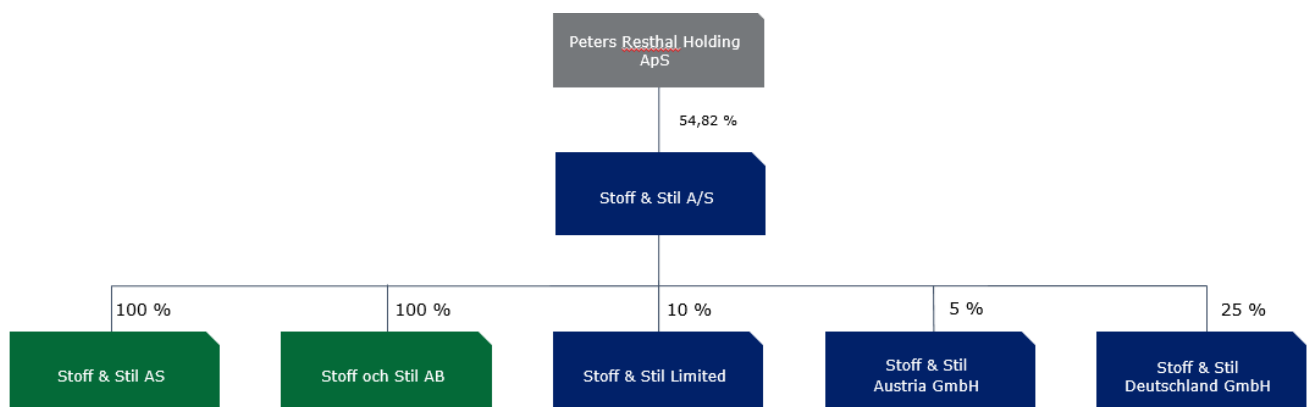 Peters Resthal Holding
ApS
54,82 %
Stoff & Stil A/S
100 %
100 %
10 %
5 %
25 %
Stoff & Stil AS
Stoff och Stil AB
Stoff & Stil Limited
Stoff & Stil
Austria GmbH
Stoff & Stil
Deutschland GmbH